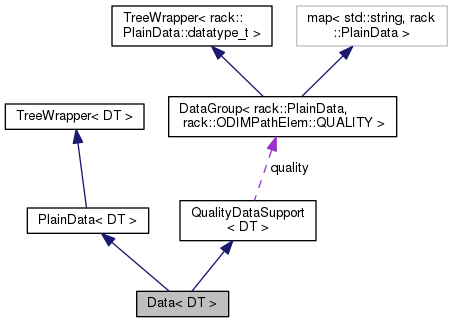 TreeWrapper< rack::
PlainData::datatype_t >
map< std::string, rack
::PlainData >
TreeWrapper< DT >
DataGroup< rack::PlainData,
rack::ODIMPathElem::QUALITY >
quality
PlainData< DT >
QualityDataSupport
< DT >
Data< DT >